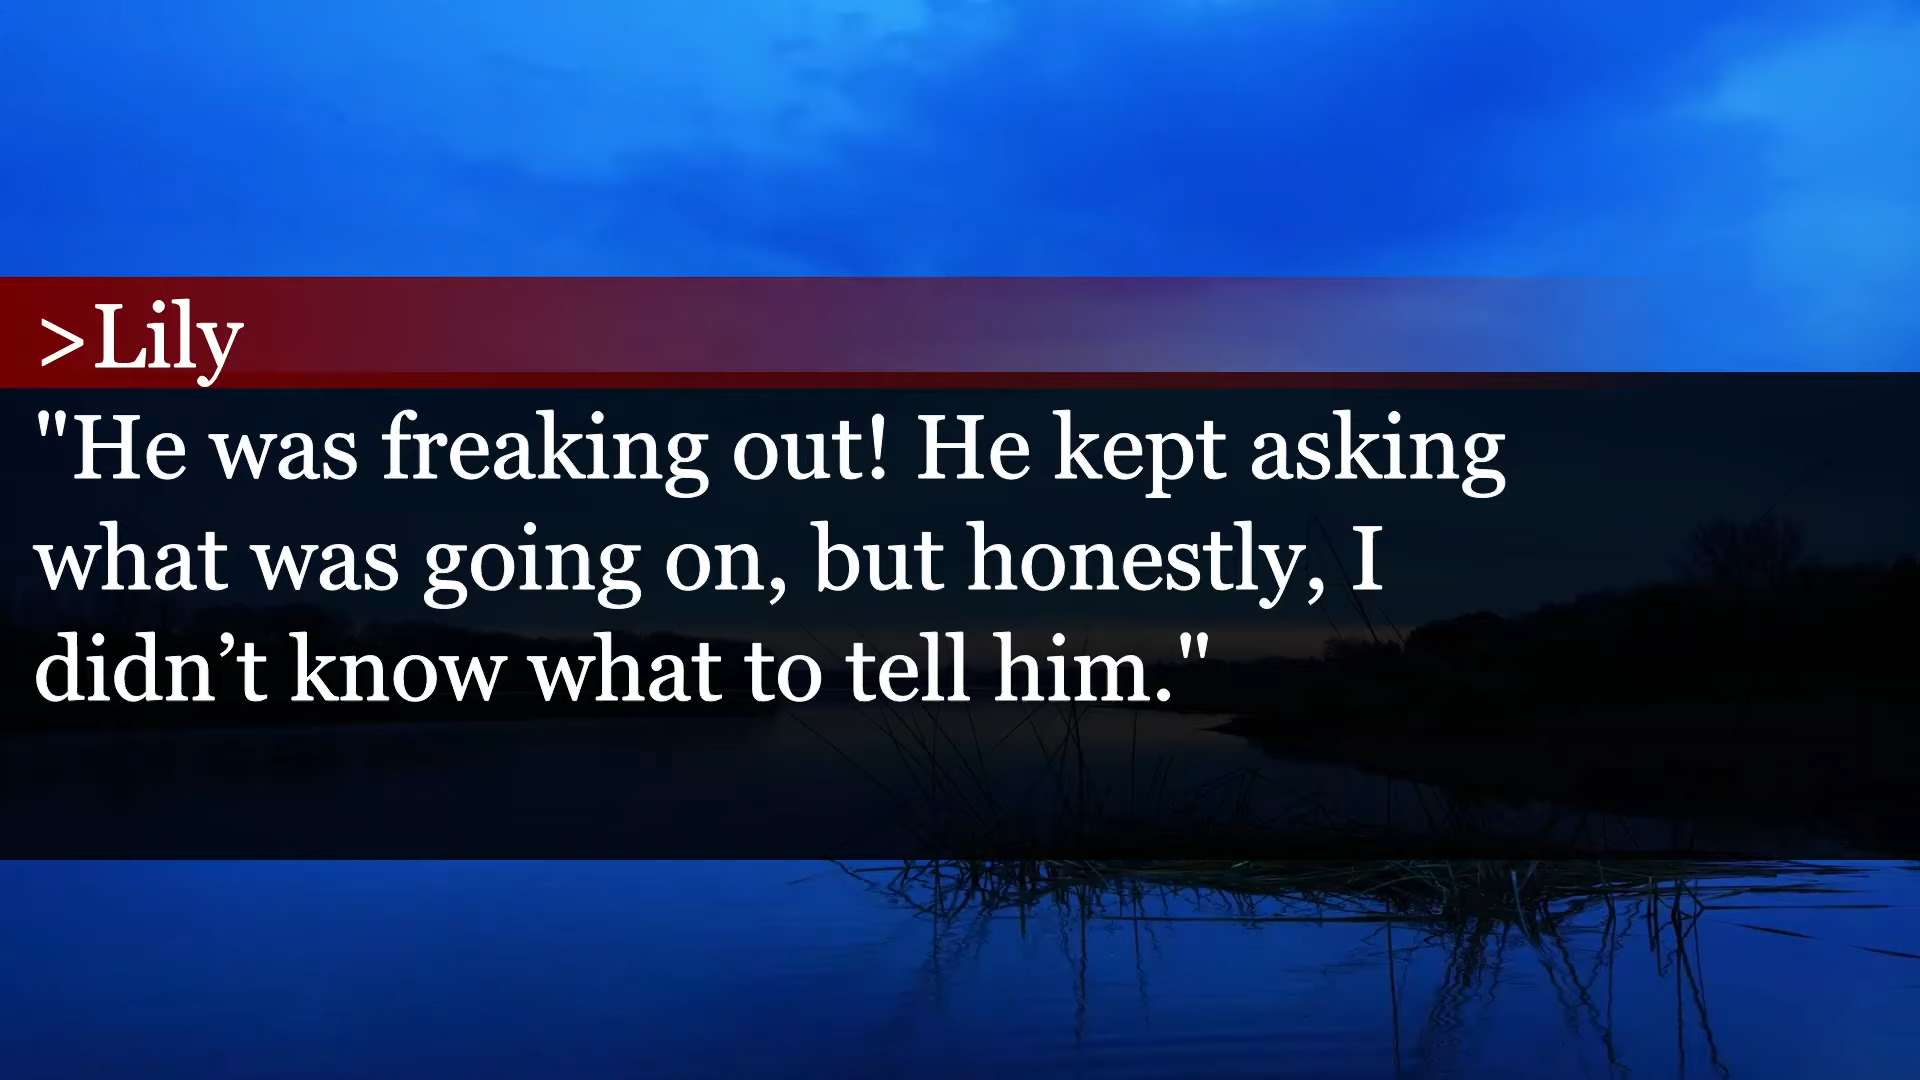 >Lily
"He was freaking out! He kept asking
what was going on, but honestly, I
didn’t know what to tell him."